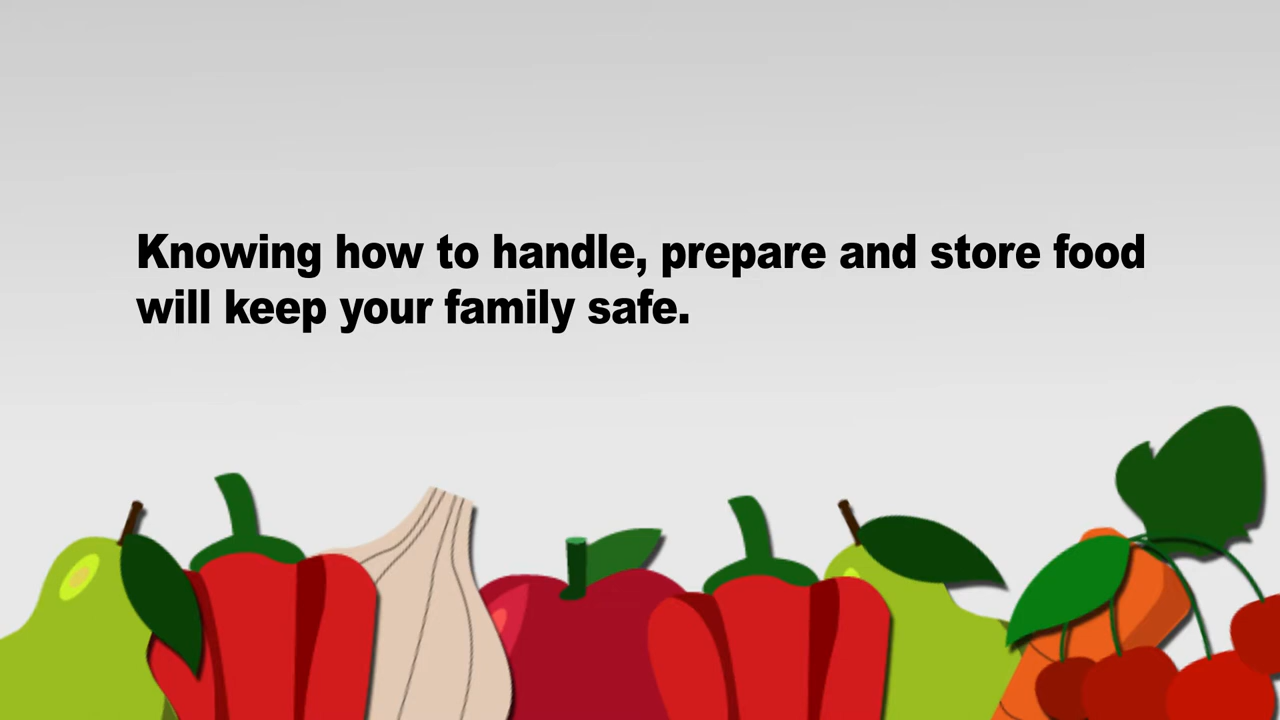 Knowing how to handle, prepare and store food
will keep your family safe.